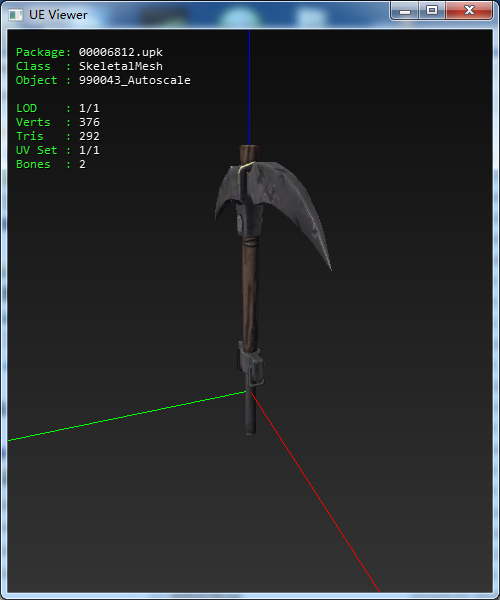 UE Viewer
Package: 00006812.upk
Class : SkeletalMesh
Object : 990043_Autoscale
LOD : 1/1
Verts : 376
Tris : 292
UV Set : 1/1
Bones : 2